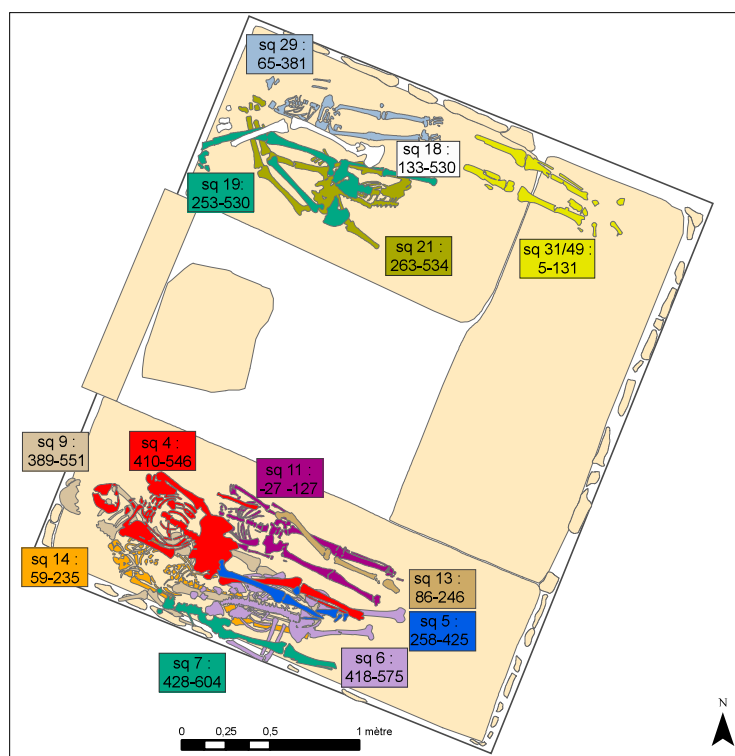 sq 29 :
65-381
sq 18 :
133-530
sq 19:
253-530
sq 21 :
263-534
sq 31/49 :
5-131
sq 9 :
389-551
sq 4 :
410-546
sq 11 :
-27 -127
sq 14 :
59-235
sq 13 :
86-246
sq 5 :
258-425
sq 7 :
428-604
sq 6 :
418-575
N
0 0,25 0,5 1 mètre